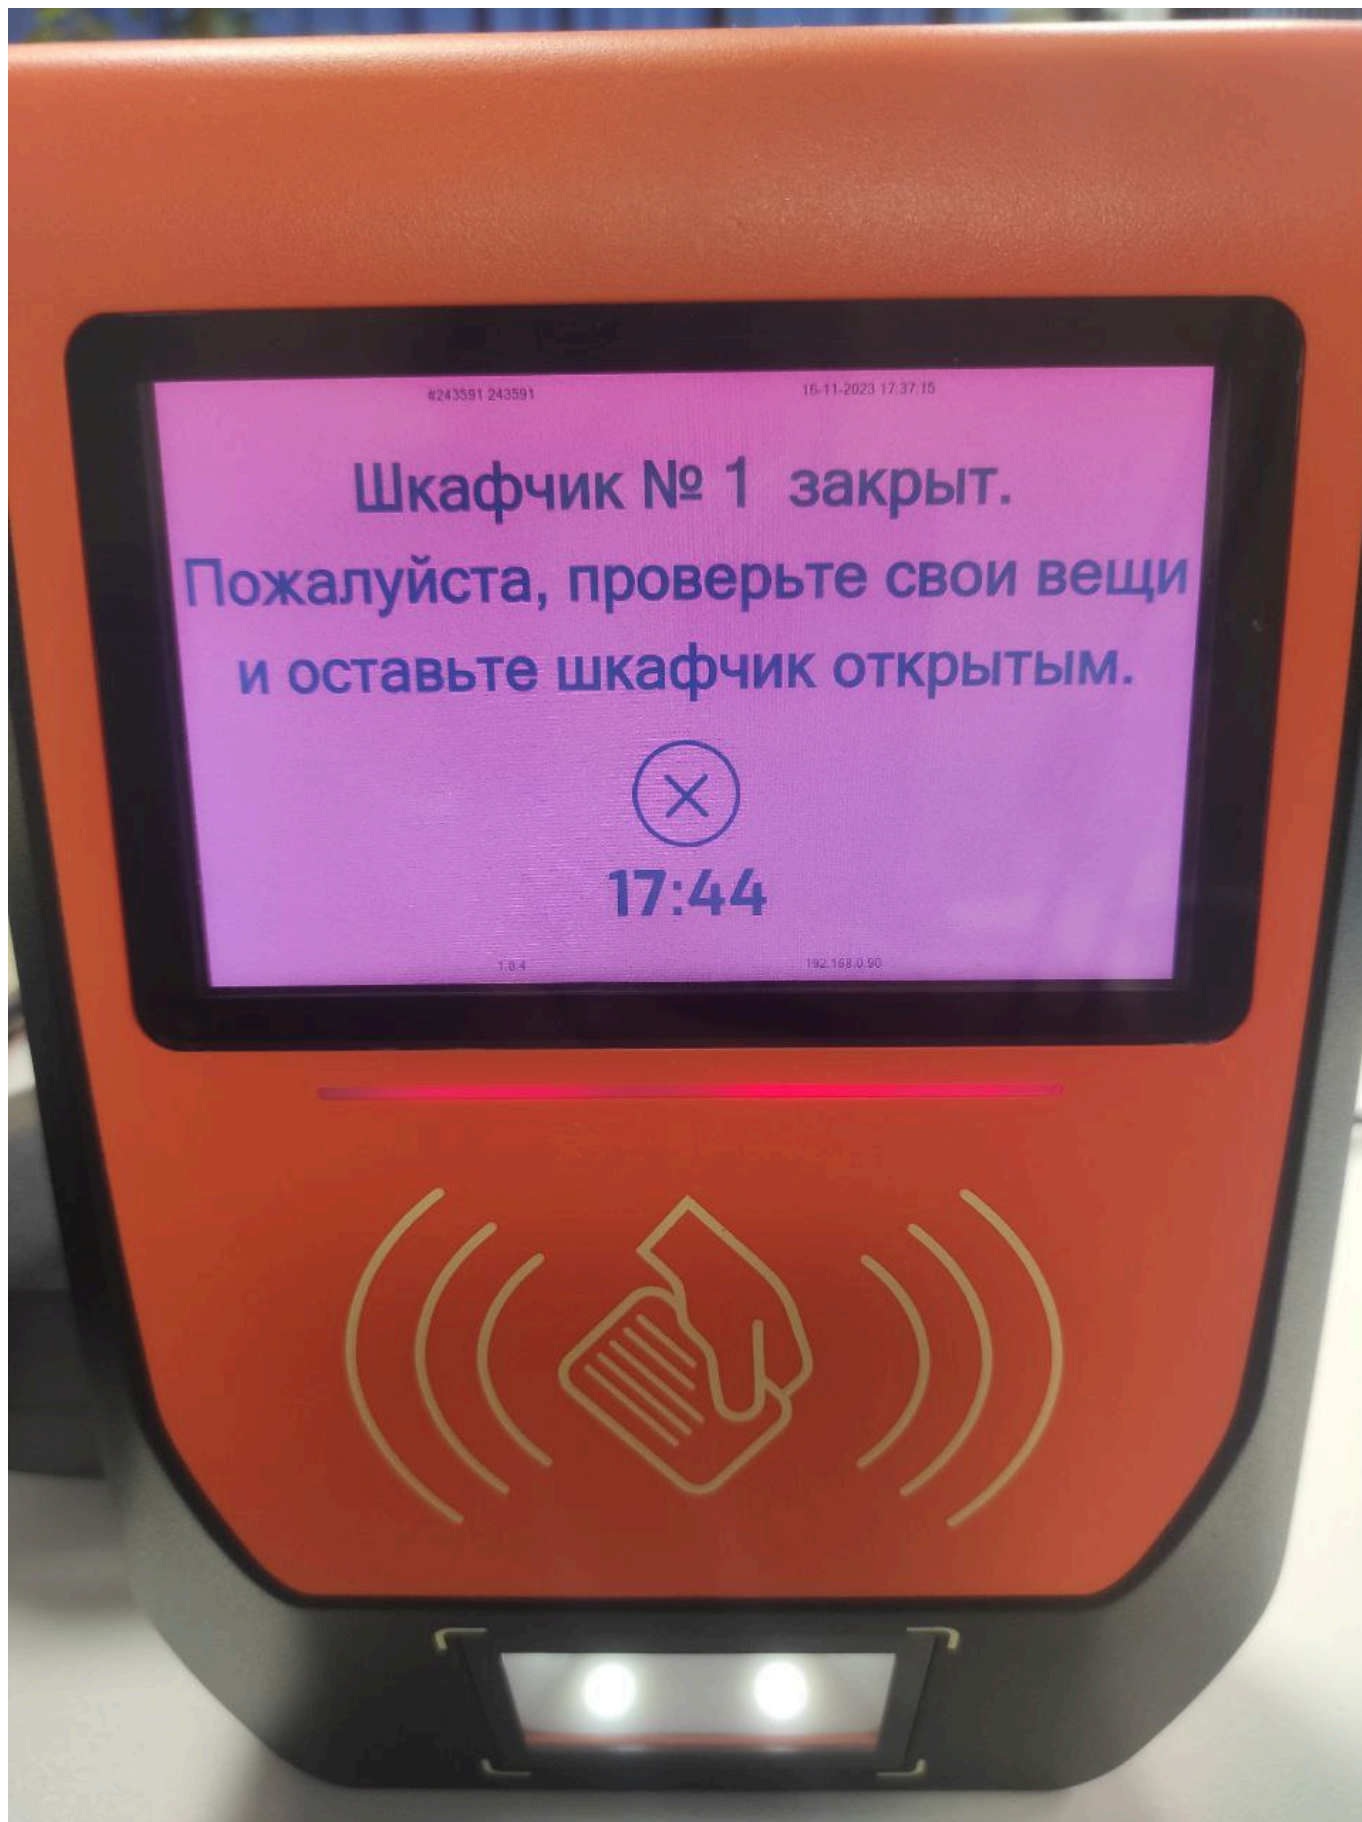 #243591 243591
16-11-2023 17:37:15
Шкафчик № 1 закрыт.
Пожалуйста, проверьте свои вещи
и оставьте шкафчик открытым.
17:44
1.0.4
192.168.0.90